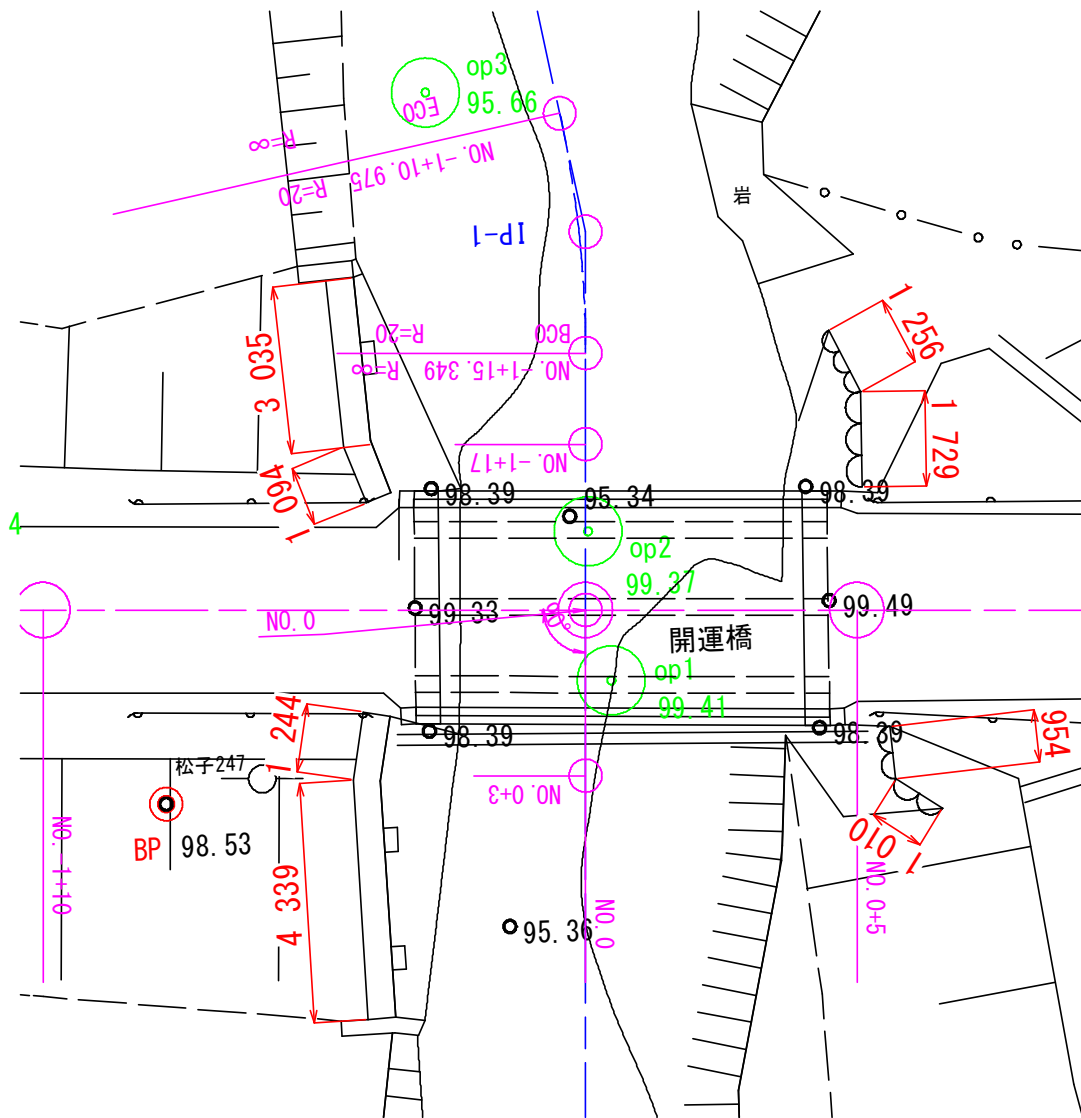 op3
95.66
ECO
R=∞
NO.-1+10.975
R=20
岩
IP-1
R=20
BCO
NO.-1+15.349
R=∞
3 035
1 256
1 729
NO.-1+17
1 094
98.39
95.34
98.39
4
op2
99.37
NO.0
99.33
90°
99.49
開運橋
op1
99.41
1 244
98.39
98.39
954
松子247
NO.0+3
BP
98.53
1 010
NO.-1+10
4 339
95.36
NO.0
NO.0+5